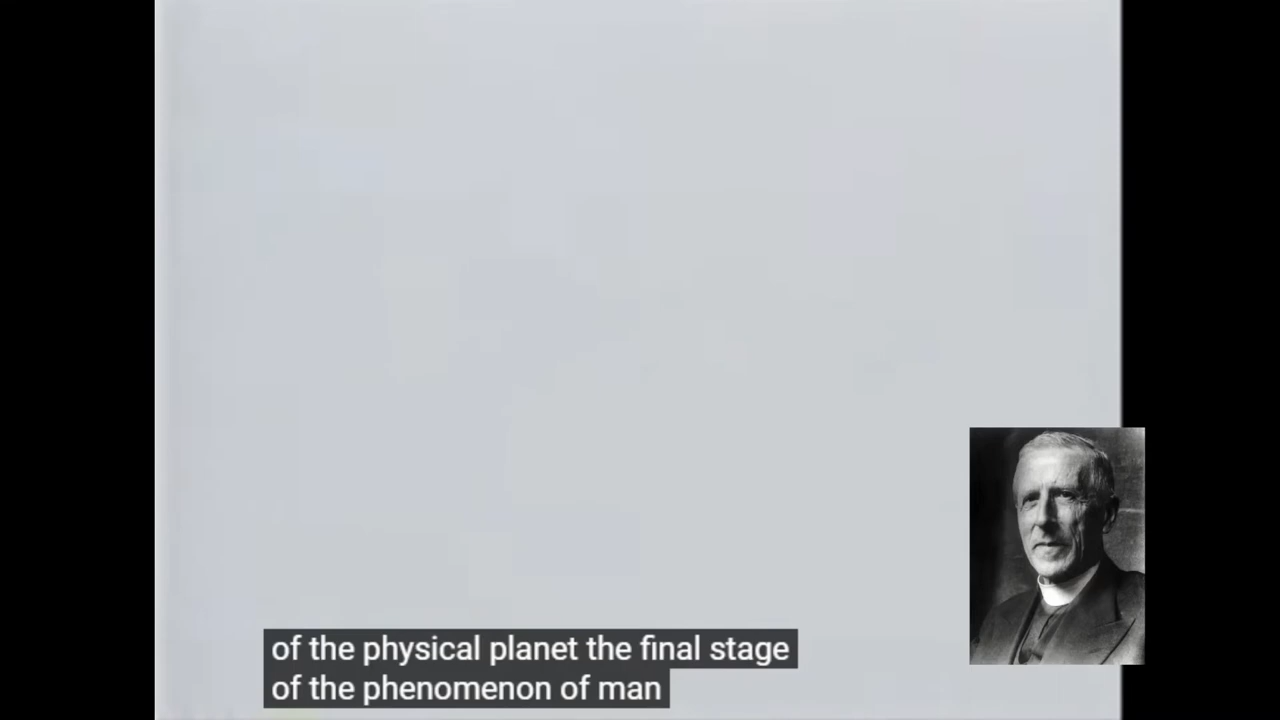 of the physical planet the final stage
of the phenomenon of man